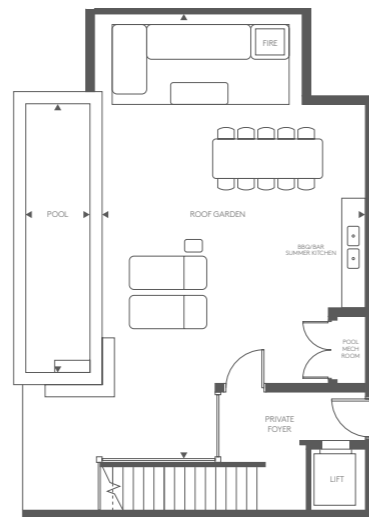 FIRE
POOL
ROOF GARDEN
BBQ/BAR
SUMMER KITCHEN
POOL
MECH
ROOM
PRIVATE
FOYER
LIFT